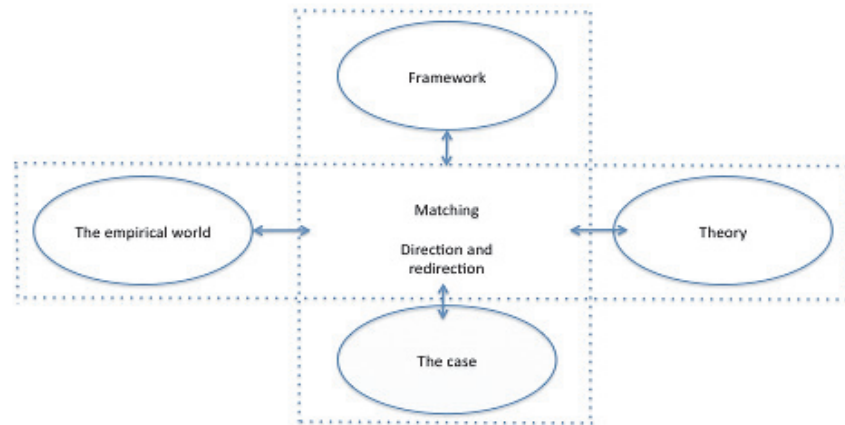 Framework
The empirical world
Matching
Direction and
redirection
Theory
The case